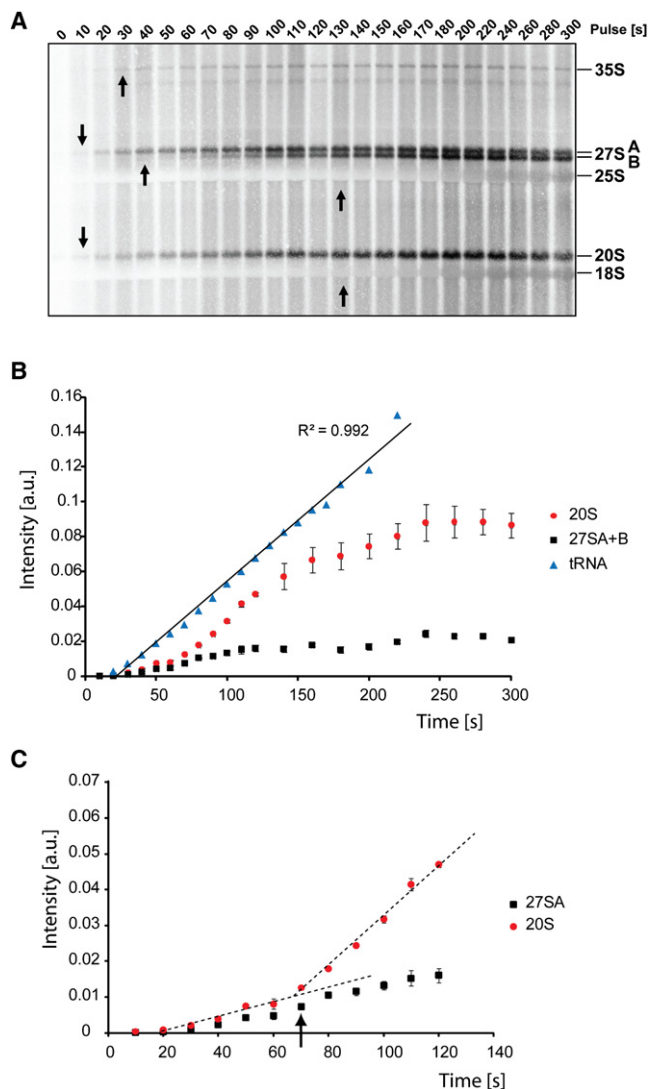 A
0 10 20 30 40 50 60 70 80 90 100 110 120 130 120 130 140 150 160 170 180 200 220 240 260 280 300 Pulse [s]
35S
27S A
B
25S
20S
18S
B
Intensity [a.u.]
0.16
0.14
0.12
0.1
0.08
0.06
0.04
0.02
0
R² = 0.992
20S
27SA+B
tRNA
0 50 100 150 200 250 300
Time [s]
C
Intensity [a.u.]
0.07
0.06
0.05
0.04
0.03
0.02
0.01
0
27SA
20S
0 20 40 60 80 100 120 140
Time [s]